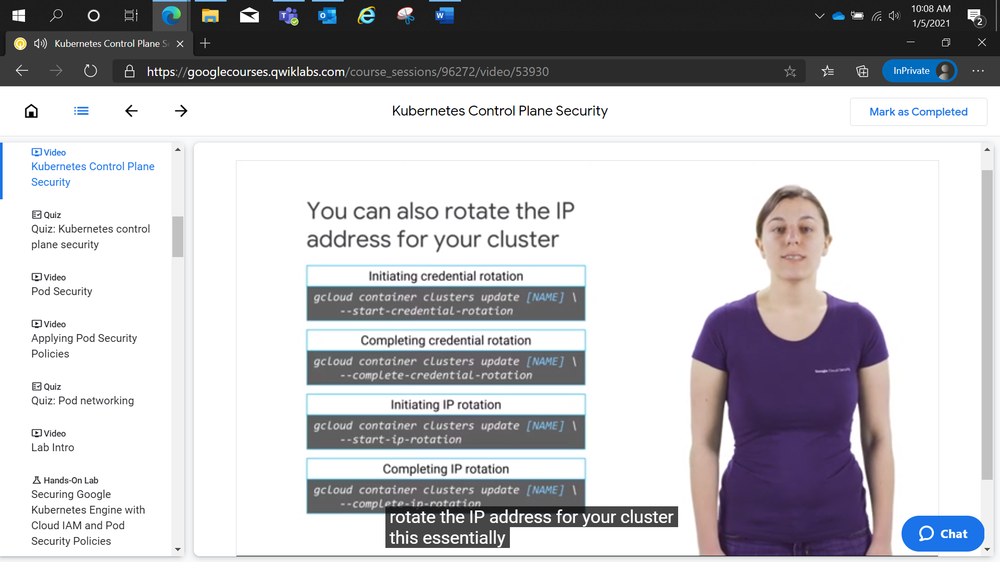 10:08 AM
1/5/2021
2
Kubernetes Control Plane Se
https://googlecourses.qwiklabs.com/course_sessions/96272/video/53930
InPrivate
Kubernetes Control Plane Security
Mark as Completed
Video
Kubernetes Control Plane
Security
Quiz
Quiz: Kubernetes control
plane security
Video
Pod Security
Video
Applying Pod Security
Policies
Quiz
Quiz: Pod networking
Video
Lab Intro
Hands-On Lab
Securing Google
Kubernetes Engine with
Cloud IAM and Pod
Security Policies
You can also rotate the IP
address for your cluster
Initiating credential rotation
gcloud container clusters update [NAME] \
--start-credential-rotation
Completing credential rotation
gcloud container clusters update [NAME] \
--complete-credential-rotation
Initiating IP rotation
gcloud container clusters update [NAME] \
--start-ip-rotation
Completing IP rotation
gcloud container clusters update [NAME] \
--complete-ip-rotation
rotate the IP address for your cluster
this essentially
Google Cloud Security
Chat